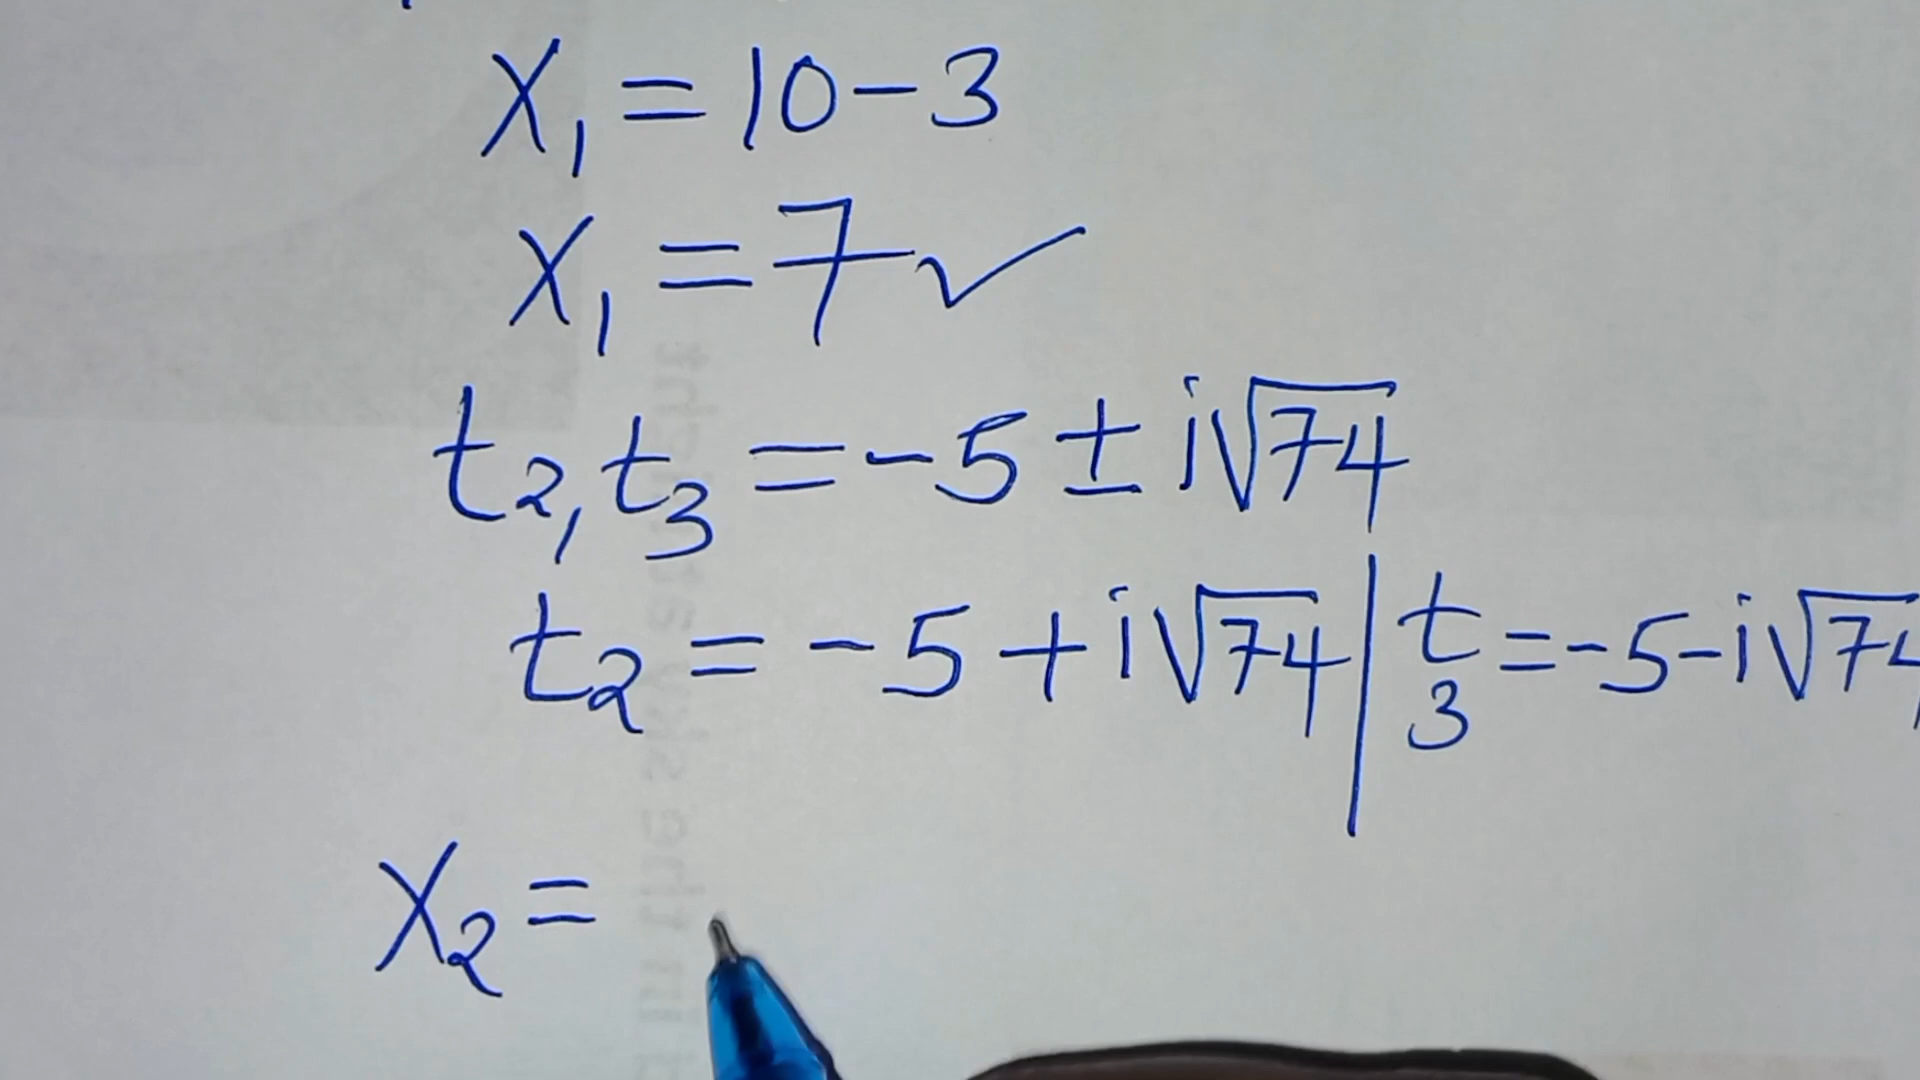 X₁ = 10 - 3
X₁ = 7 ✓
t₂, t₃ = -5 ± i√74
t₂ = -5 + i√74 | t₃ = -5 - i√74
X₂ =